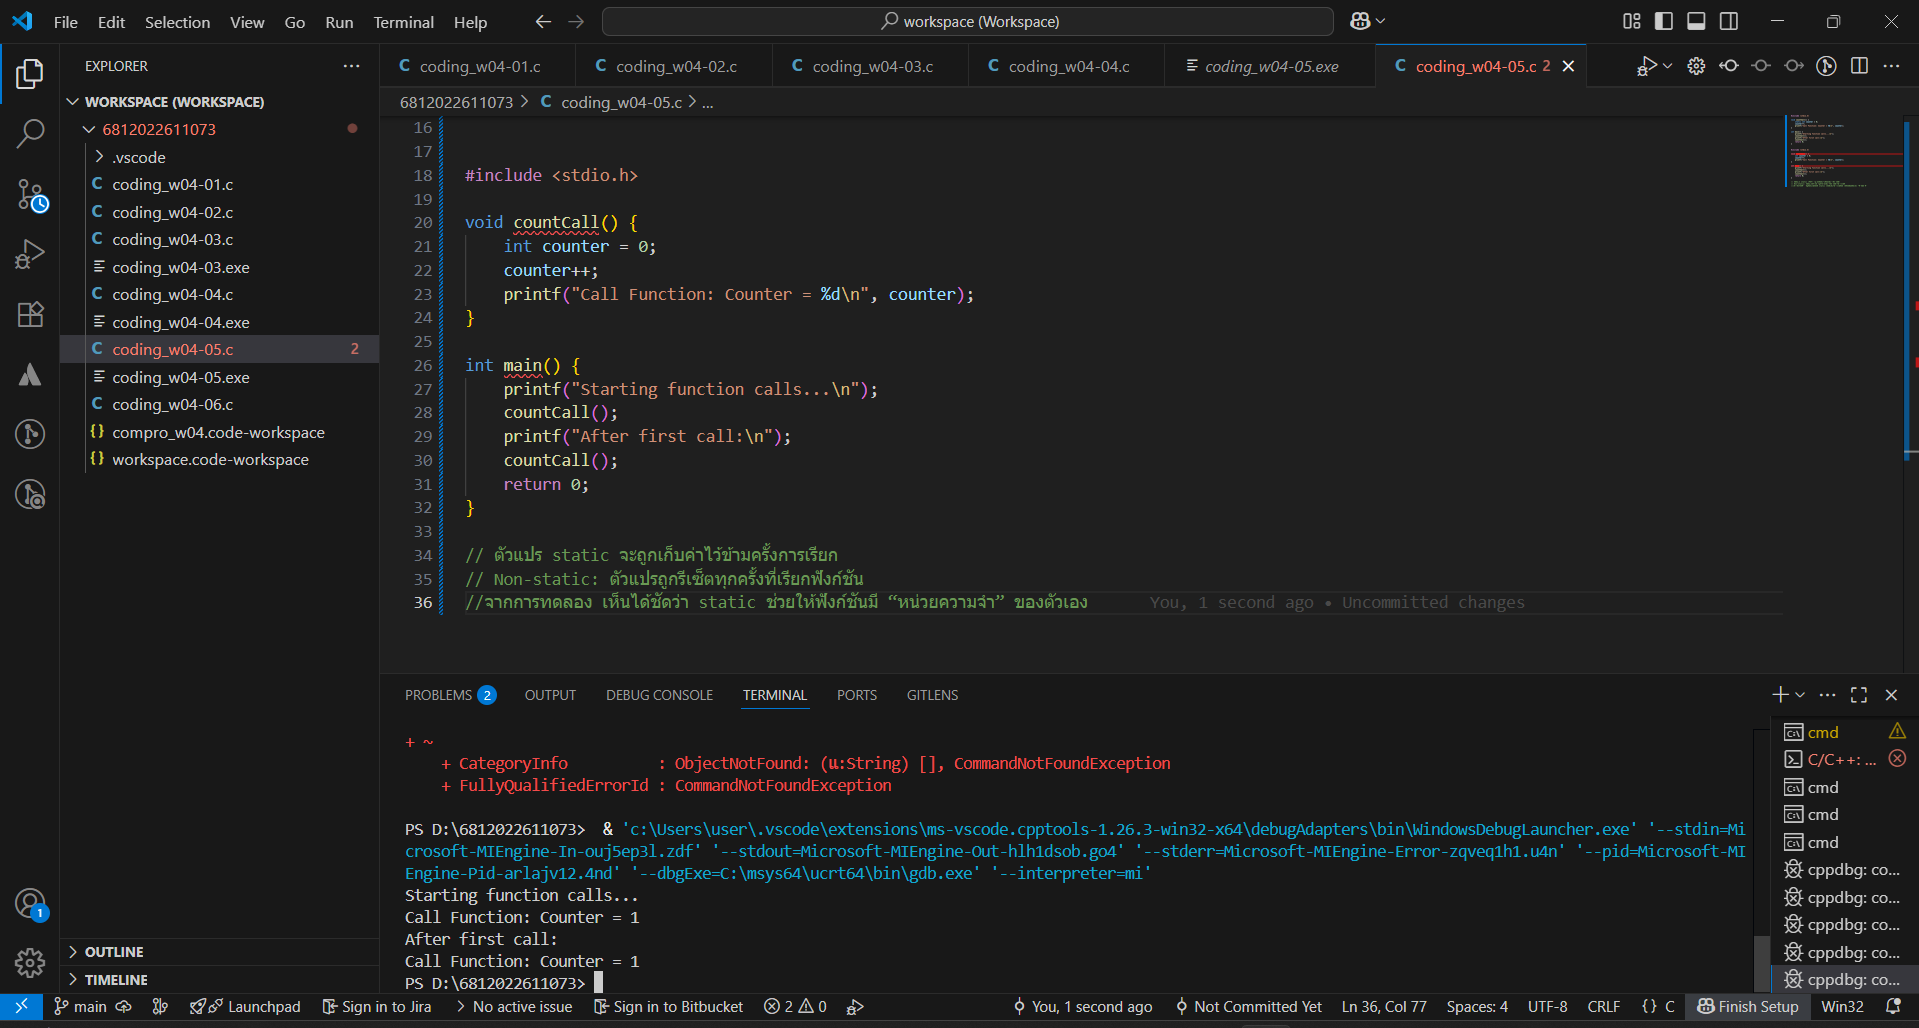 File Edit Selection View Go Run Terminal Help
workspace (Workspace)
EXPLORER
WORKSPACE (WORKSPACE)
6812022611073
.vscode
C coding_w04-01.c
C coding_w04-02.c
C coding_w04-03.c
coding_w04-03.exe
C coding_w04-04.c
coding_w04-04.exe
C coding_w04-05.c 2
coding_w04-05.exe
C coding_w04-06.c
{} compro_w04.code-workspace
{} workspace.code-workspace
OUTLINE
TIMELINE
C coding_w04-01.c C coding_w04-02.c C coding_w04-03.c C coding_w04-04.c coding_w04-05.exe C coding_w04-05.c 2
6812022611073 > C coding_w04-05.c > ...
16
17
18 #include <stdio.h>
19
20 void countCall() {
21 int counter = 0;
22 counter++;
23 printf("Call Function: Counter = %d\n", counter);
24 }
25
26 int main() {
27 printf("Starting function calls...\n");
28 countCall();
29 printf("After first call:\n");
30 countCall();
31 return 0;
32 }
33
34 // ตัวแปร static จะถูกเก็บค่าไว้ข้ามครั้งการเรียก
35 // Non-static: ตัวแปรถูกรีเซ็ตทุกครั้งที่เรียกฟังก์ชัน
36 //จากการทดลอง เห็นได้ชัดว่า static ช่วยให้ฟังก์ชันมี “หน่วยความจำ” ของตัวเอง You, 1 second ago • Uncommitted changes
PROBLEMS 2 OUTPUT DEBUG CONSOLE TERMINAL PORTS GITLENS
+ ~
+ CategoryInfo : ObjectNotFound: (แ:String) [], CommandNotFoundException
+ FullyQualifiedErrorId : CommandNotFoundException
PS D:\6812022611073> & 'c:\Users\user\.vscode\extensions\ms-vscode.cpptools-1.26.3-win32-x64\debugAdapters\bin\WindowsDebugLauncher.exe' '--stdin=Mi
crosoft-MIEngine-In-ouj5ep3l.zdf' '--stdout=Microsoft-MIEngine-Out-hlh1dsob.go4' '--stderr=Microsoft-MIEngine-Error-zqveq1h1.u4n' '--pid=Microsoft-MI
Engine-Pid-arlajv12.4nd' '--dbgExe=C:\msys64\ucrt64\bin\gdb.exe' '--interpreter=mi'
Starting function calls...
Call Function: Counter = 1
After first call:
Call Function: Counter = 1
PS D:\6812022611073>
cmd
C/C++: ...
cmd
cmd
cmd
cppdbg: co...
cppdbg: co...
cppdbg: co...
cppdbg: co...
cppdbg: co...
1
main Launchpad Sign in to Jira > No active issue Sign in to Bitbucket 2 0 You, 1 second ago Not Committed Yet Ln 36, Col 77 Spaces: 4 UTF-8 CRLF {} C Finish Setup Win32